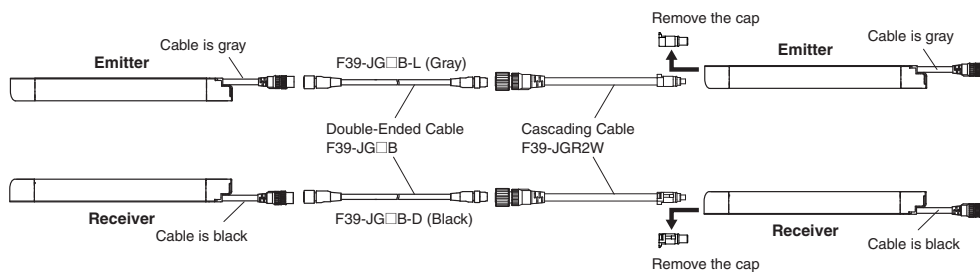 Remove the cap
Cable is gray
Emitter
F39-JG□B-L (Gray)
Emitter
Cable is gray
Double-Ended Cable
F39-JG□B
Cascading Cable
F39-JGR2W
Receiver
Cable is black
F39-JG□B-D (Black)
Receiver
Cable is black
Remove the cap